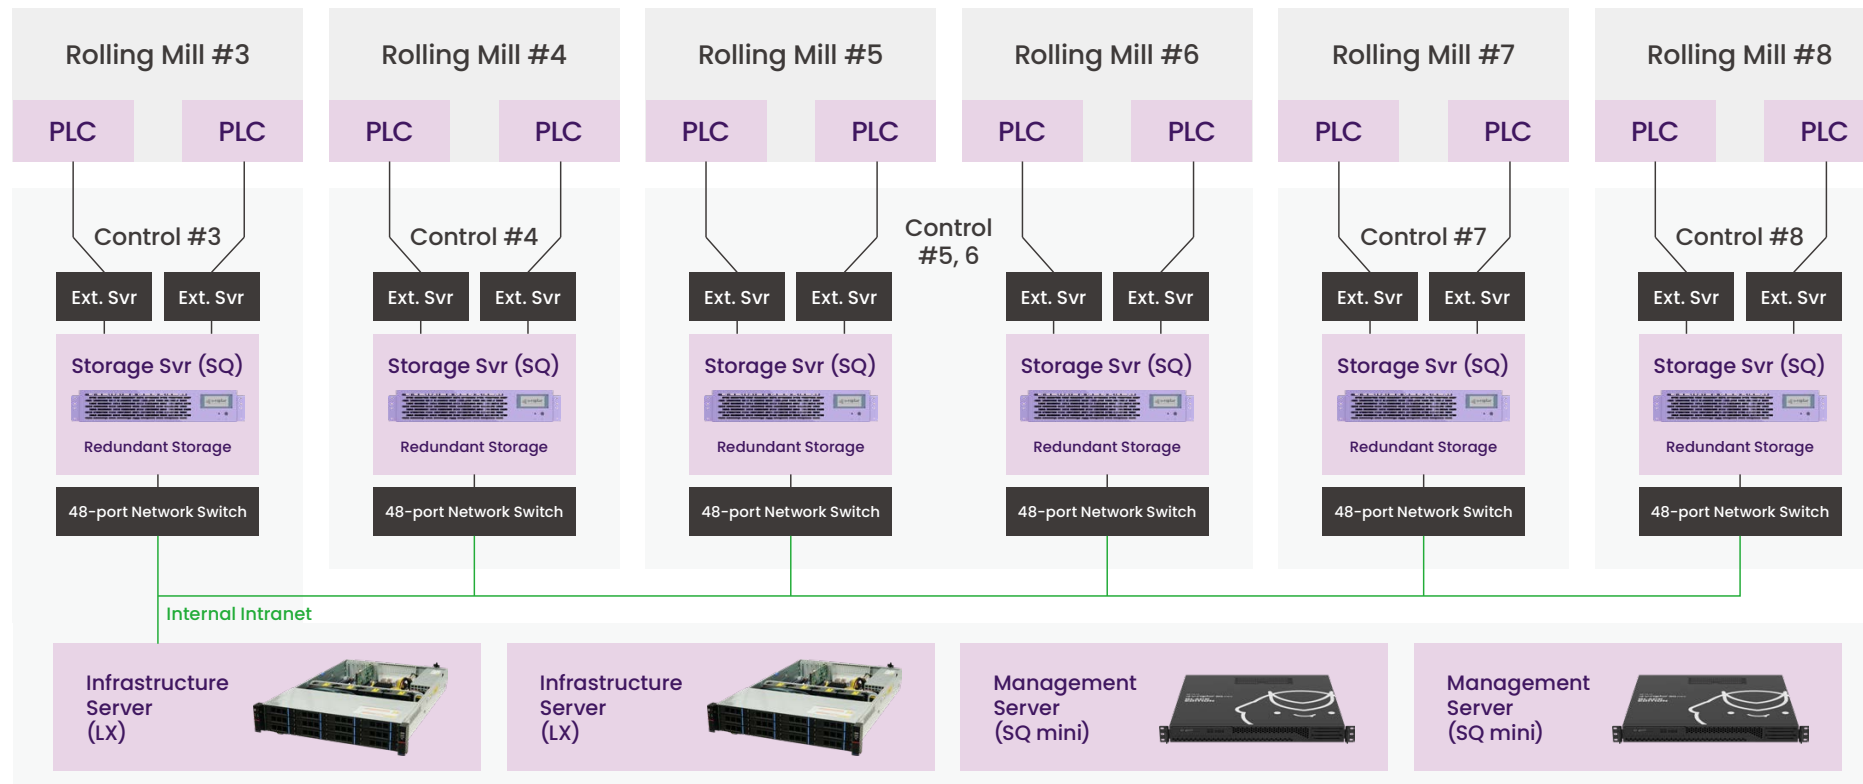 Rolling Mill #3
Rolling Mill #4
Rolling Mill #5
Rolling Mill #6
Rolling Mill #7
Rolling Mill #8
PLC
PLC
PLC
PLC
PLC
PLC
PLC
PLC
PLC
PLC
PLC
PLC
Control #3
Control #4
Control
#5, 6
Control #7
Control #8
Ext. Svr
Ext. Svr
Ext. Svr
Ext. Svr
Ext. Svr
Ext. Svr
Ext. Svr
Ext. Svr
Ext. Svr
Ext. Svr
Ext. Svr
Ext. Svr
Storage Svr (SQ)
Storage Svr (SQ)
Storage Svr (SQ)
Storage Svr (SQ)
Storage Svr (SQ)
Storage Svr (SQ)
Redundant Storage
Redundant Storage
Redundant Storage
Redundant Storage
Redundant Storage
Redundant Storage
48-port Network Switch
48-port Network Switch
48-port Network Switch
48-port Network Switch
48-port Network Switch
48-port Network Switch
Internal Intranet
Infrastructure
Server
(LX)
Infrastructure
Server
(LX)
Management
Server
(SQ mini)
Management
Server
(SQ mini)